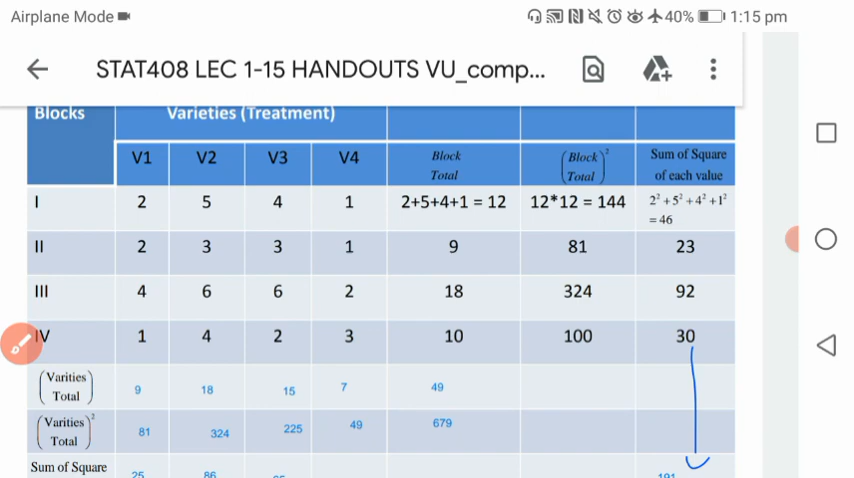 Airplane Mode 40% 1:15 pm
STAT408 LEC 1-15 HANDOUTS VU_comp...
Blocks Varieties (Treatment)
V1 V2 V3 V4 Block Total (Block Total)² Sum of Square of each value
I 2 5 4 1 2+5+4+1 = 12 12*12 = 144 2² +5² +4² +1² = 46
II 2 3 3 1 9 81 23
III 4 6 6 2 18 324 92
IV 1 4 2 3 10 100 30
(Varities Total) 9 18 15 7 49
(Varities Total)² 81 324 225 49 679
Sum of Square 25 86 191